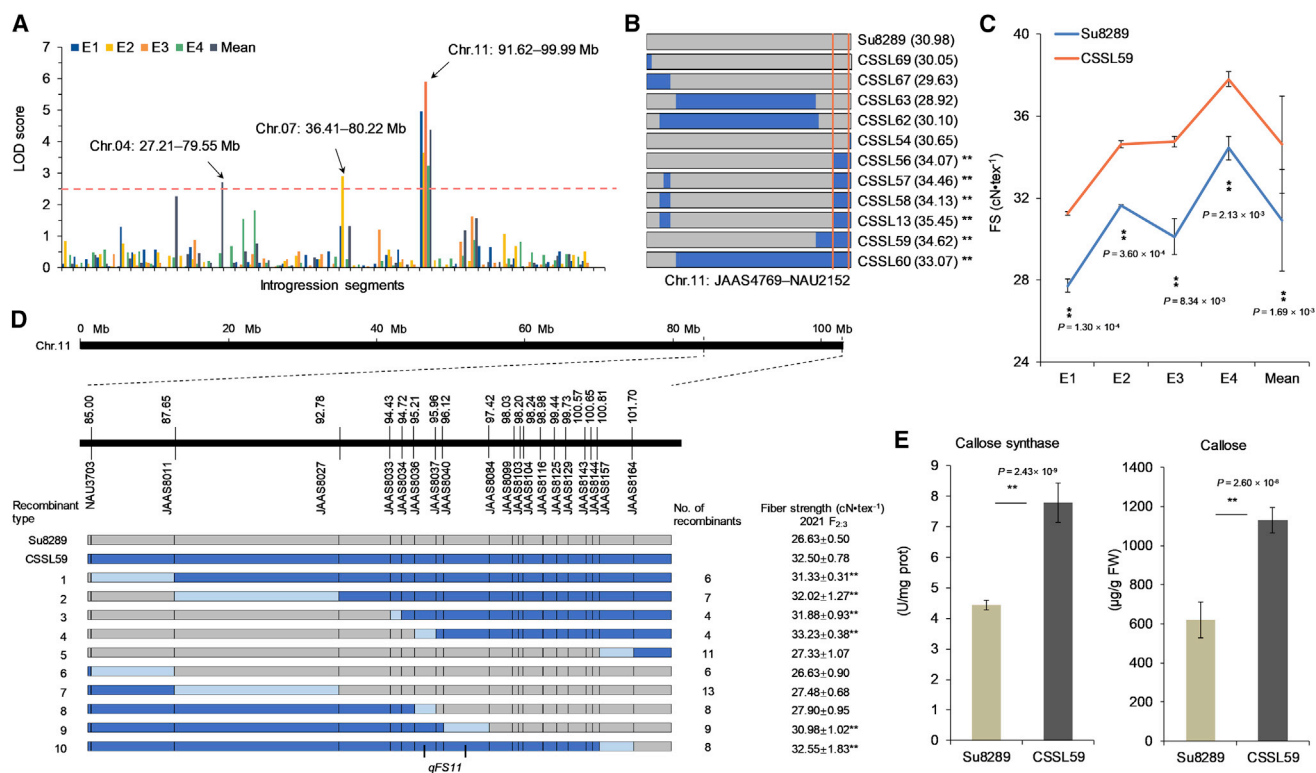 A
E1 E2 E3 E4 Mean
LOD score
7
6
5
4
3
2
1
0
Chr.11: 91.62–99.99 Mb
Chr.07: 36.41–80.22 Mb
Chr.04: 27.21–79.55 Mb
Introgression segments
B
Su8289 (30.98)
CSSL69 (30.05)
CSSL67 (29.63)
CSSL63 (28.92)
CSSL62 (30.10)
CSSL54 (30.65)
CSSL56 (34.07) **
CSSL57 (34.46) **
CSSL58 (34.13) **
CSSL13 (35.45) **
CSSL59 (34.62) **
CSSL60 (33.07) **
Chr.11: JAAS4769–NAU2152
C
Su8289
CSSL59
FS (cN•tex⁻¹)
40
36
32
28
24
**
P = 1.30 × 10⁻⁴
**
P = 3.60 × 10⁻⁴
**
P = 8.34 × 10⁻³
**
P = 2.13 × 10⁻³
**
P = 1.69 × 10⁻³
E1 E2 E3 E4 Mean
D
0 Mb 20 Mb 40 Mb 60 Mb 80 Mb 100 Mb
Chr.11
85.00 87.65 92.78 94.43 94.72 95.21 95.96 96.12 97.42 98.03 98.20 98.24 98.98 99.44 99.73 100.57 100.65 100.81 101.70
NAU3703 JAAS8011 JAAS8027 JAAS8033 JAAS8034 JAAS8036 JAAS8037 JAAS8040 JAAS8084 JAAS8099 JAAS8103 JAAS8104 JAAS8116 JAAS8125 JAAS8129 JAAS8143 JAAS8144 JAAS8157 JAAS8164
Recombinant type
No. of recombinants
Fiber strength (cN•tex⁻¹)
2021 F₂:₃
Su8289 26.63±0.50
CSSL59 32.50±0.78
1 6 31.33±0.31**
2 7 32.02±1.27**
3 4 31.88±0.93**
4 4 33.23±0.38**
5 11 27.33±1.07
6 6 26.63±0.90
7 13 27.48±0.68
8 8 27.90±0.95
9 9 30.98±1.02**
10 8 32.55±1.83**
qFS11
E
Callose synthase
P = 2.43× 10⁻⁹
**
(U/mg prot)
9
8
7
6
5
4
3
2
1
0
Su8289 CSSL59
Callose
P = 2.60 × 10⁻⁸
**
(µg/g FW)
1400
1200
1000
800
600
400
200
0
Su8289 CSSL59